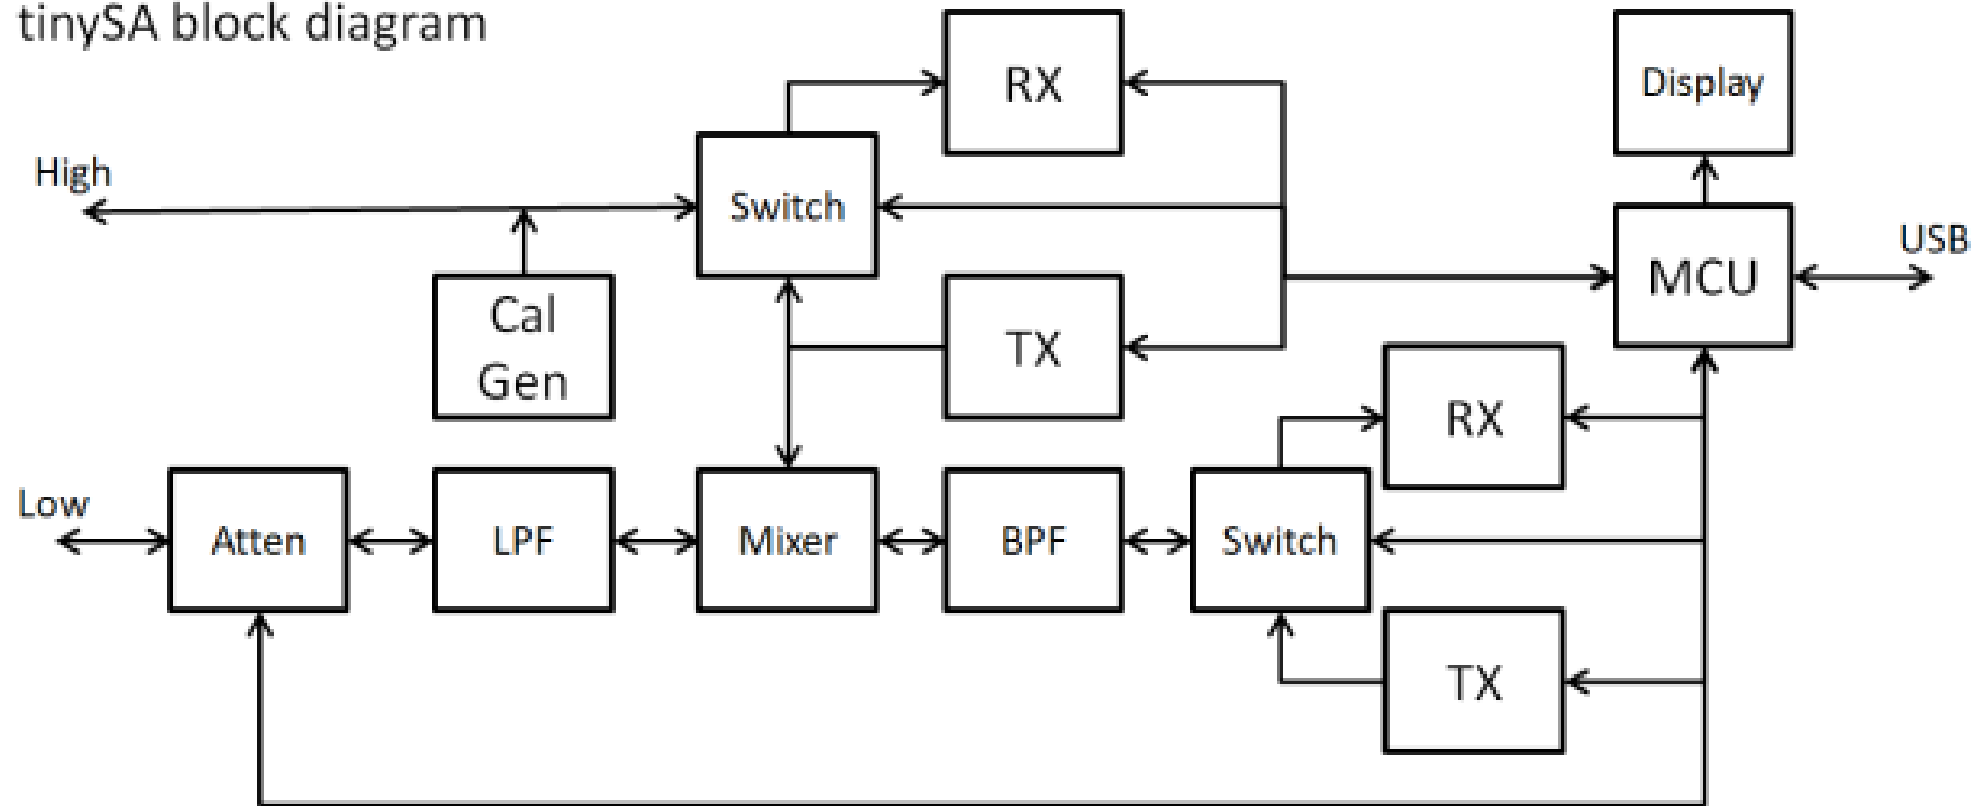 tinySA block diagram
RX
Display
High
Switch
USB
MCU
Cal
Gen
TX
RX
Low
Atten
LPF
Mixer
BPF
Switch
TX